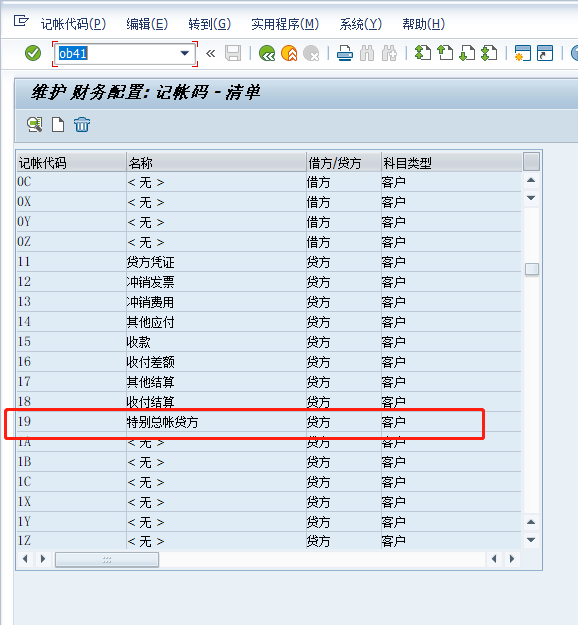 记帐代码(P) 编辑(E) 转到(G) 实用程序(M) 系统(Y) 帮助(H)
ob41
维护 财务配置: 记帐码 - 清单
记帐代码 名称 借方/贷方 科目类型
0C < 无 > 借方 客户
0X < 无 > 借方 客户
0Y < 无 > 借方 客户
0Z < 无 > 借方 客户
11 贷方凭证 贷方 客户
12 冲销发票 贷方 客户
13 冲销费用 贷方 客户
14 其他应付 贷方 客户
15 收款 贷方 客户
16 收付差额 贷方 客户
17 其他结算 贷方 客户
18 收付结算 贷方 客户
19 特别总帐贷方 贷方 客户
1A < 无 > 贷方 客户
1B < 无 > 贷方 客户
1C < 无 > 贷方 客户
1X < 无 > 贷方 客户
1Y < 无 > 贷方 客户
1Z < 无 > 贷方 客户